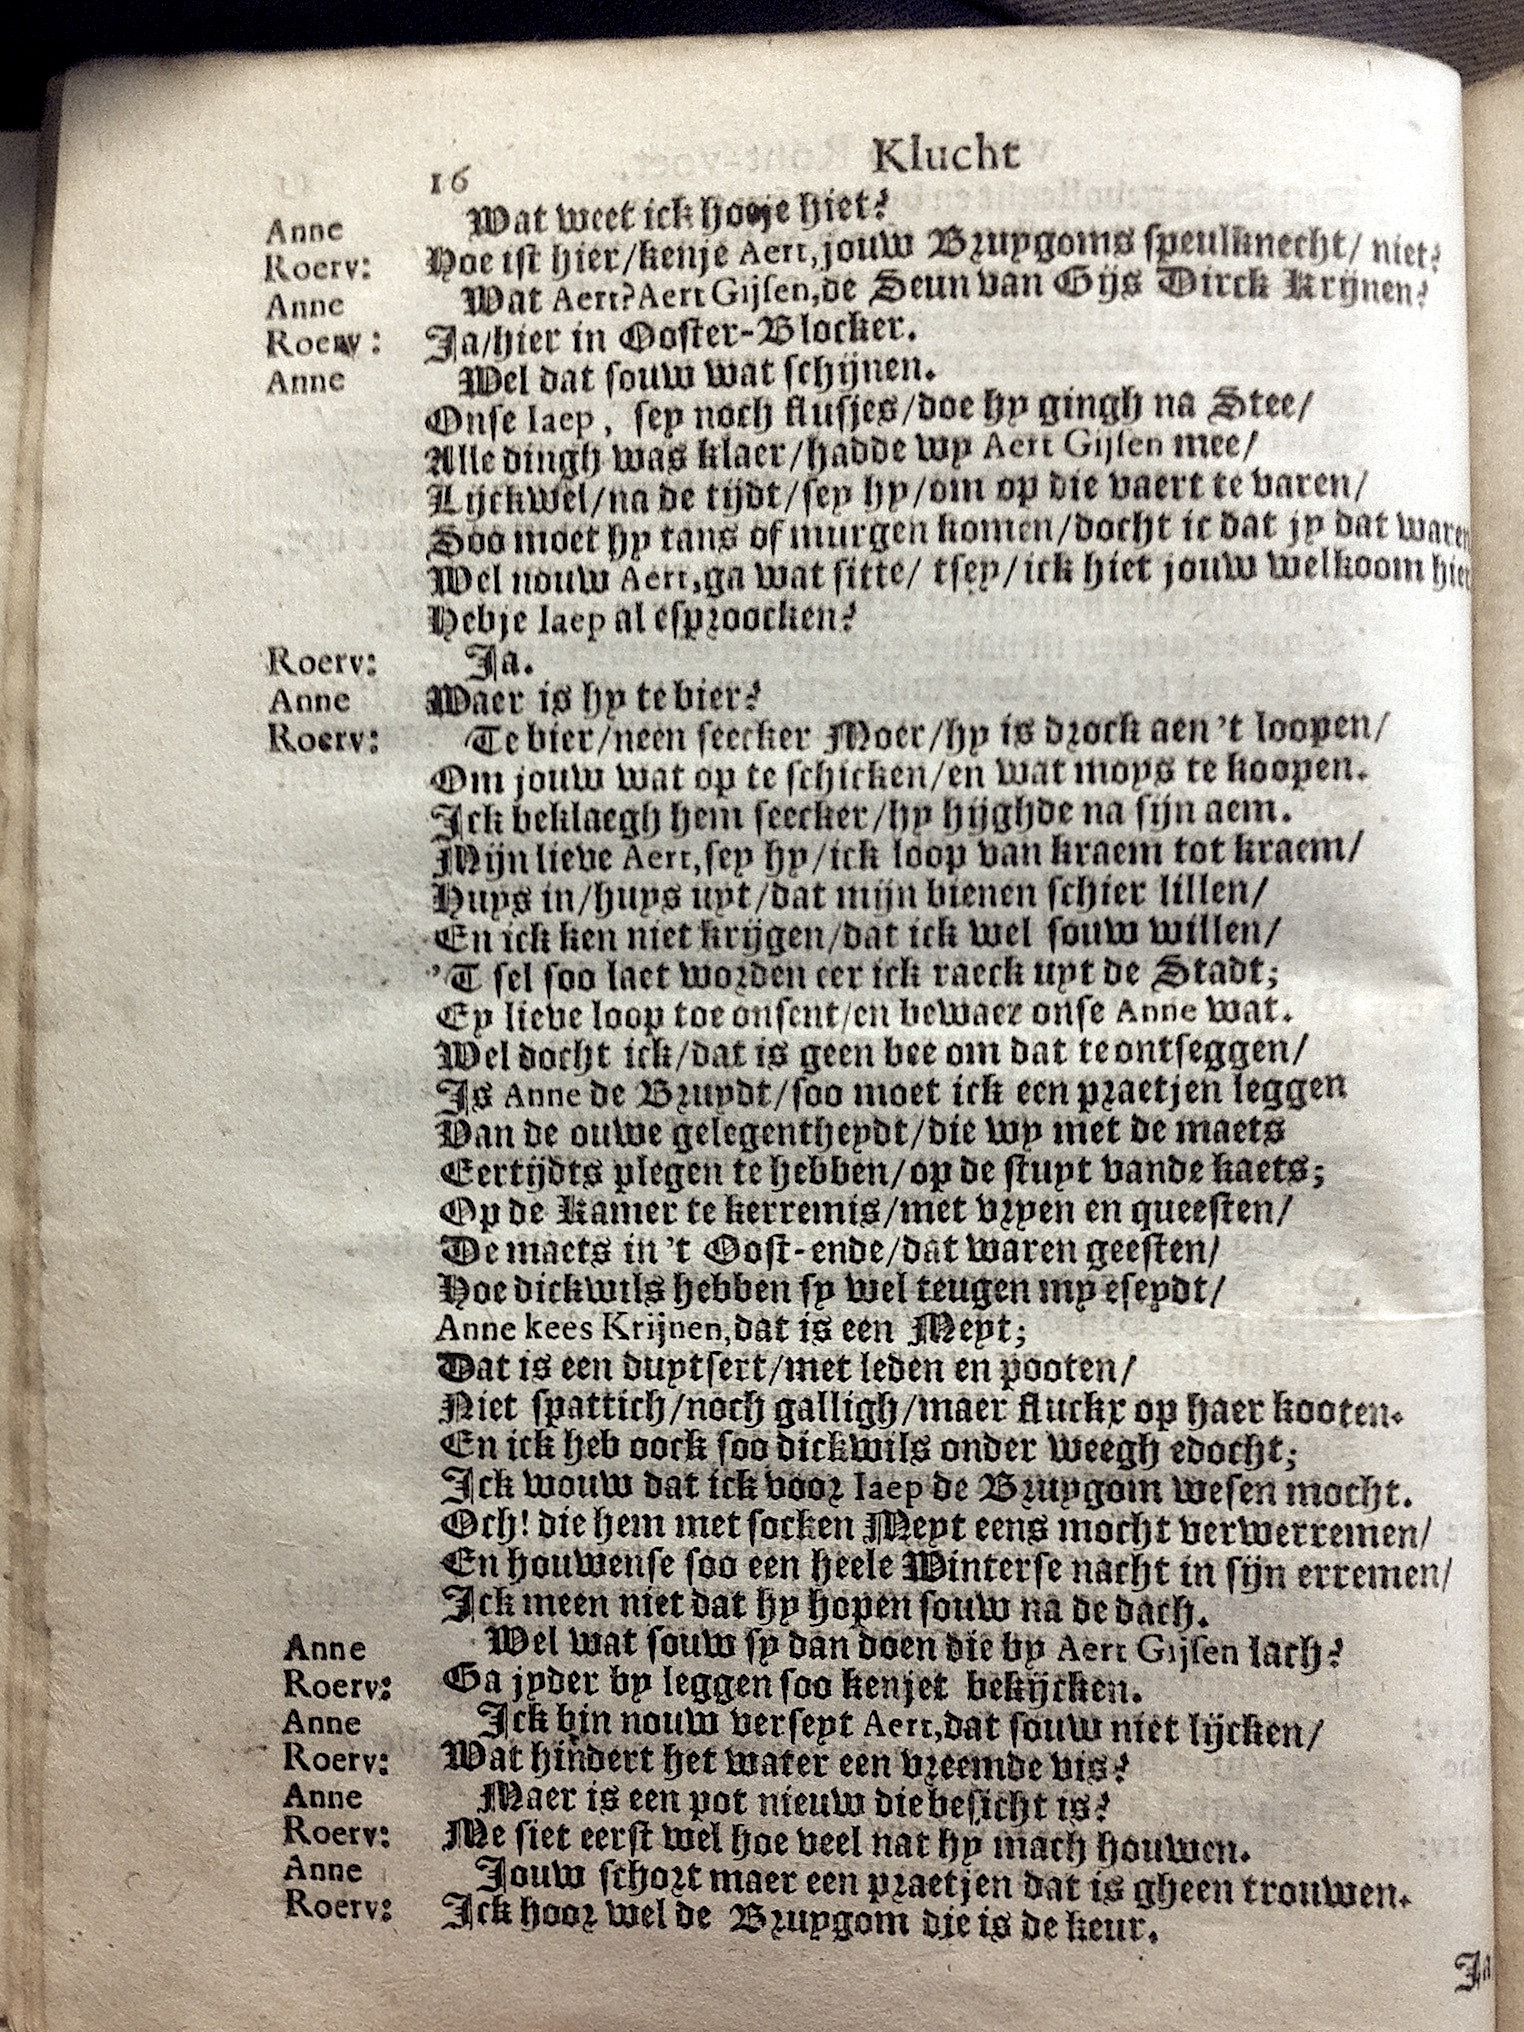 16 Klucht
Anne Wat weet ick hoeje hiet?
Roerv: Hoe ist hier/kenje Aert, jouw Bruygoms speulknecht/ niet?
Anne Wat Aert? Aert Gijsen, de Seun van Gijs Dirck Krijnen?
Roerv: Ja/hier in Ooster-Blocker.
Anne Wel dat souw wat schijnen.
Onse Iaep, sey noch flusjes/doe hy gingh na Stee/
Alle dingh was klaer/hadde wy Aert Gijsen mee/
Lijckwel/na de tijdt/sey hy/om op die vaert te varen/
Soo moet hy tans of murgen komen/docht ic dat jy dat waren
Wel nouw Aert, ga wat sitte/ tsey/ick hiet jouw welkoom hier
Hebje Iaep al esproocken?
Roerv: Ja.
Anne Waer is hy te bier?
Roerv: Te bier/neen seecker Moer/hy is drock aen 't loopen/
Om jouw wat op te schicken/en wat moys te koopen.
Ick beklaegh hem seecker/hy hijghde na sijn aem.
Mijn lieve Aert, sey hy/ick loop van kraem tot kraem/
Huys in/huys uyt/dat mijn bienen schier lillen/
En ick ken niet krijgen/dat ick wel souw willen/
'T sel soo laet worden eer ick raeck uyt de Stadt;
Ey lieve loop toe onsent/en bewaer onse Anne wat.
Wel docht ick/dat is geen bee om dat te ontseggen/
Is Anne de Bruydt/soo moet ick een praetjen leggen
Van de ouwe gelegentheydt/die wy met de maets
Eertijdts plegen te hebben/op de stuyt vande kaets;
Op de Kamer te kerremis/met vryen en queesten/
De maets in 't Oost-ende/dat waren geesten/
Hoe dickwils hebben sy wel teugen my eseydt/
Anne kees Krijnen, dat is een Meyt;
Dat is een duytsert/met leden en pooten/
Niet spattich/noch galligh/maer fluckx op haer kooten.
En ick heb oock soo dickwils onder weegh edocht;
Ick wouw dat ick voor Iaep de Bruygom wesen mocht.
Och! die hem met socken Meyt eens mocht verwerremen/
En houwense soo een heele Winterse nacht in sijn erremen/
Ick meen niet dat hy hopen souw na de dach.
Anne Wel wat souw sy dan doen die by Aert Gijsen lach?
Roerv: Ga jyder by leggen soo kenjet bekijcken.
Anne Ick bin nouwverseyt Aert, dat souw niet lijcken/
Roerv: Wat hindert het water een vreemde vis?
Anne Maer is een pot nieuw die besicht is?
Roerv: Me siet eerst wel hoe veel nat hy mach houwen.
Anne Jouw schort maer een praetjen dat is gheen trouwen.
Roerv: Ick hoor wel de Bruygom die is de keur.
Ja